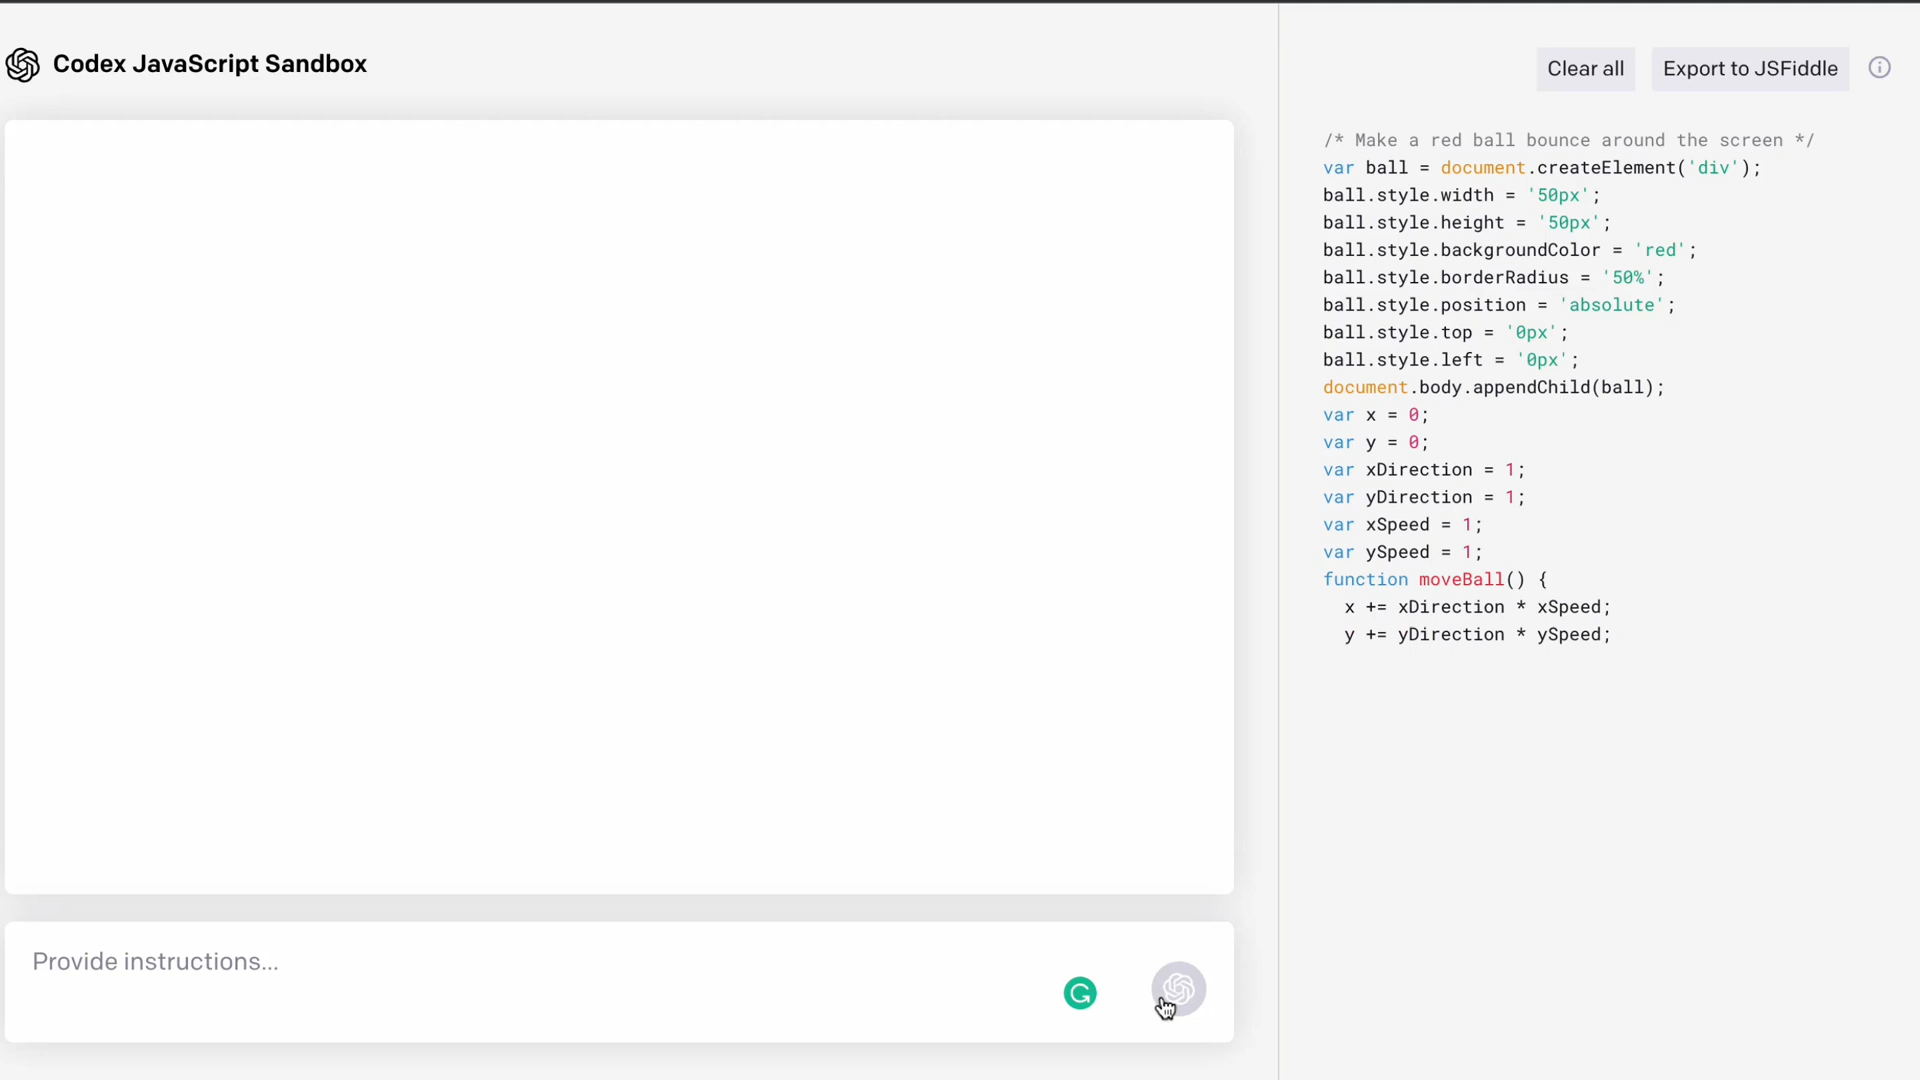 Codex JavaScript Sandbox
Clear all
Export to JSFiddle
/* Make a red ball bounce around the screen */
var ball = document.createElement('div');
ball.style.width = '50px';
ball.style.height = '50px';
ball.style.backgroundColor = 'red';
ball.style.borderRadius = '50%';
ball.style.position = 'absolute';
ball.style.top = '0px';
ball.style.left = '0px';
document.body.appendChild(ball);
var x = 0;
var y = 0;
var xDirection = 1;
var yDirection = 1;
var xSpeed = 1;
var ySpeed = 1;
function moveBall() {
  x += xDirection * xSpeed;
  y += yDirection * ySpeed;
Provide instructions...